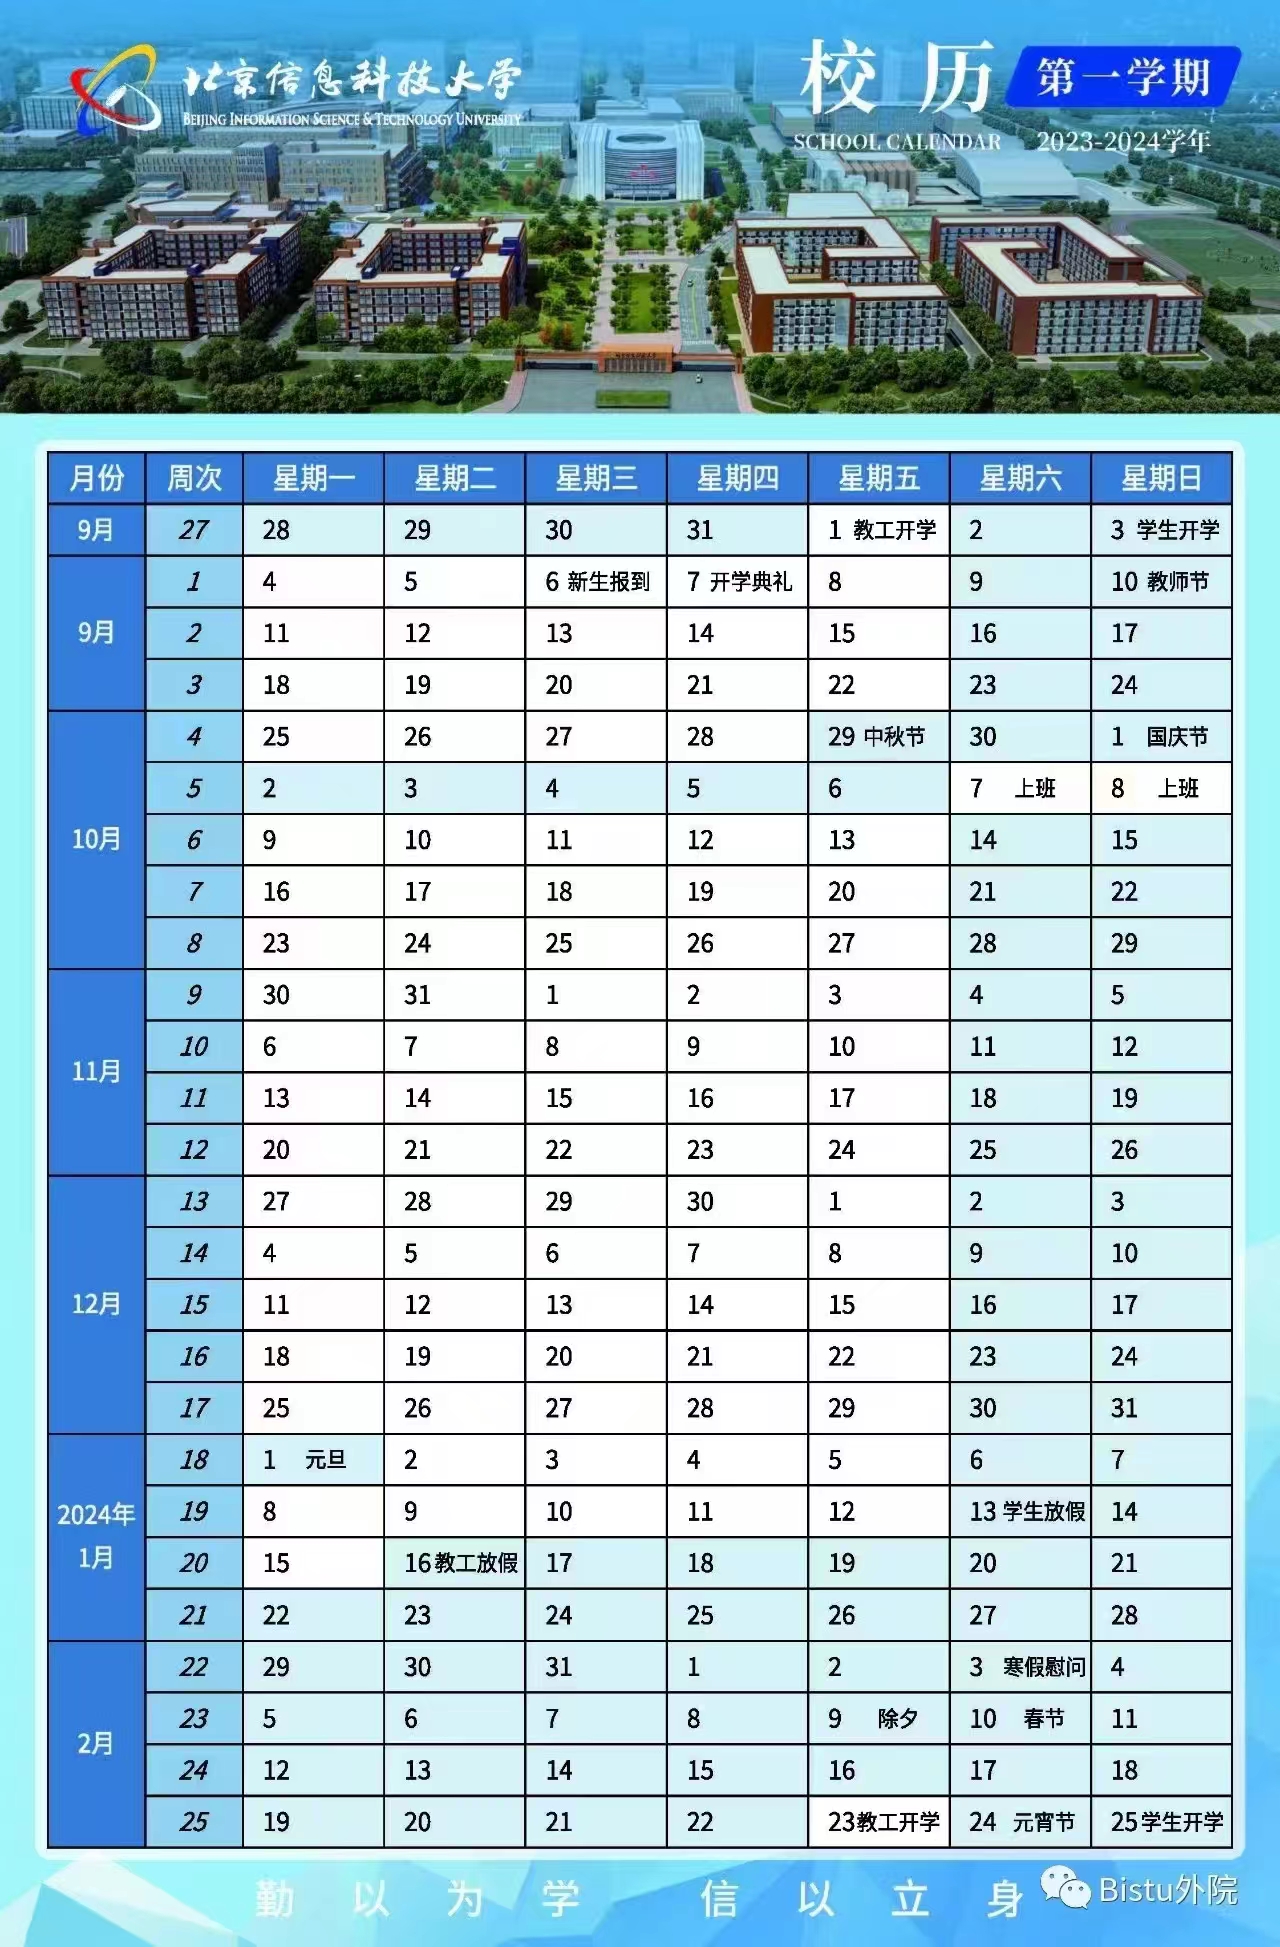 北京信息科技大学
BEIJING INFORMATION SCIENCE & TECHNOLOGY UNIVERSITY
校历 第一学期
SCHOOL CALENDAR 2023-2024学年
月份 周次 星期一 星期二 星期三 星期四 星期五 星期六 星期日
9月 27 28 29 30 31 1 教工开学 2 3 学生开学
9月
1 4 5 6 新生报到 7 开学典礼 8 9 10 教师节
2 11 12 13 14 15 16 17
3 18 19 20 21 22 23 24
10月
4 25 26 27 28 29 中秋节 30 1 国庆节
5 2 3 4 5 6 7 上班 8 上班
6 9 10 11 12 13 14 15
7 16 17 18 19 20 21 22
8 23 24 25 26 27 28 29
11月
9 30 31 1 2 3 4 5
10 6 7 8 9 10 11 12
11 13 14 15 16 17 18 19
12 20 21 22 23 24 25 26
12月
13 27 28 29 30 1 2 3
14 4 5 6 7 8 9 10
15 11 12 13 14 15 16 17
16 18 19 20 21 22 23 24
17 25 26 27 28 29 30 31
2024年
1月
18 1 元旦 2 3 4 5 6 7
19 8 9 10 11 12 13 学生放假 14
20 15 16 教工放假 17 18 19 20 21
21 22 23 24 25 26 27 28
2月
22 29 30 31 1 2 3 寒假慰问 4
23 5 6 7 8 9 除夕 10 春节 11
24 12 13 14 15 16 17 18
25 19 20 21 22 23 教工开学 24 元宵节 25 学生开学
勤以为学 信以立身
Bistu外院